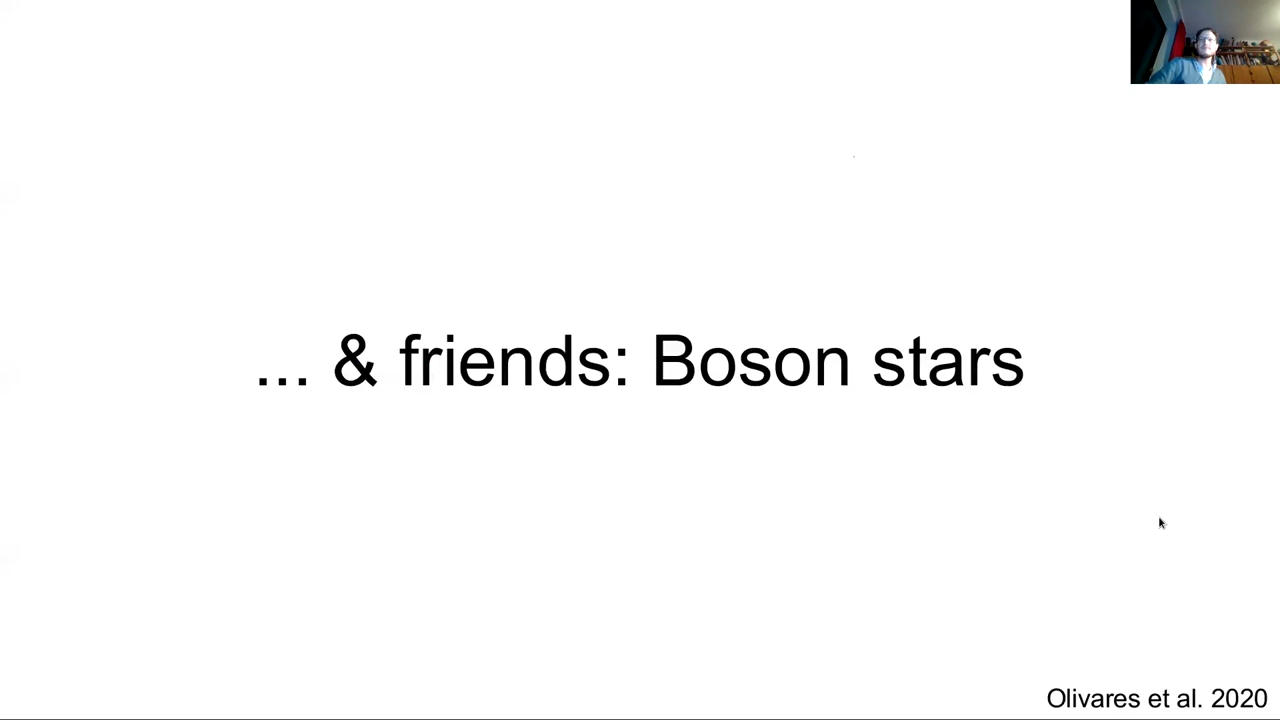 ... & friends: Boson stars
Olivares et al. 2020